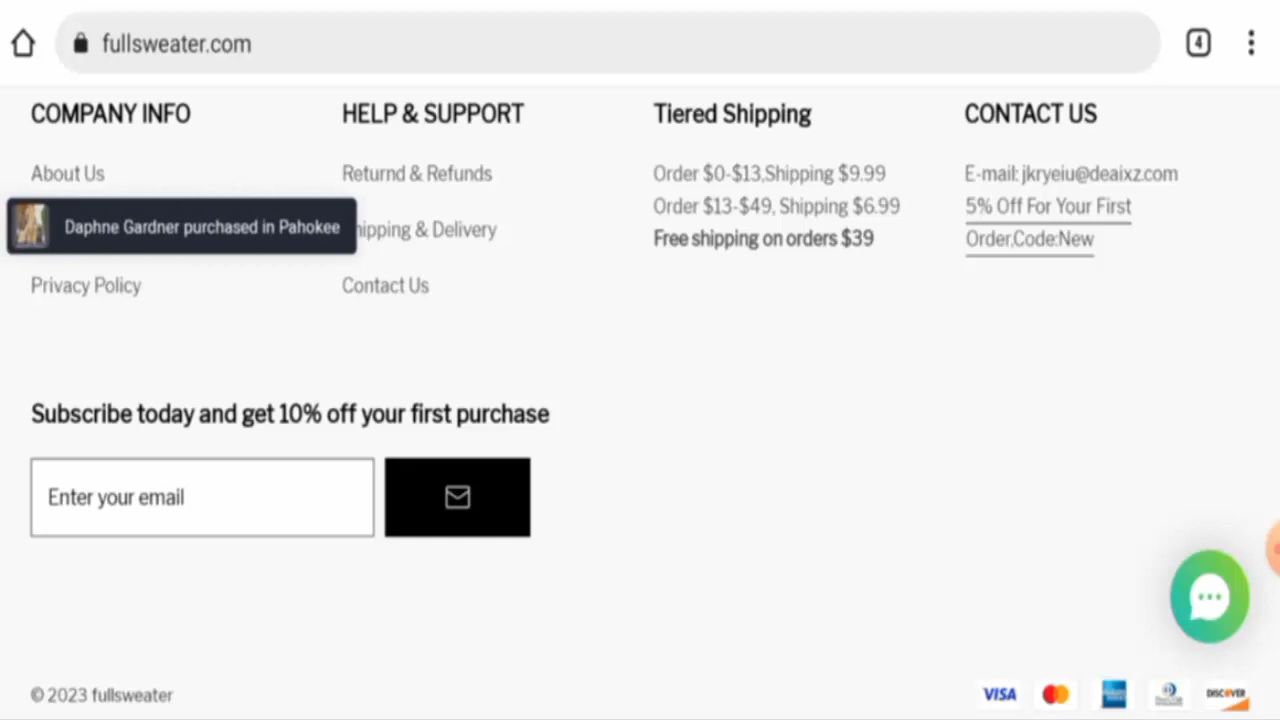 fullsweater.com
4
COMPANY INFO
About Us
Daphne Gardner purchased in Pahokee
Privacy Policy
HELP & SUPPORT
Returnd & Refunds
hipping & Delivery
Contact Us
Tiered Shipping
Order $0-$13,Shipping $9.99
Order $13-$49, Shipping $6.99
Free shipping on orders $39
CONTACT US
E-mail: jkryeiu@deaixz.com
5% Off For Your First
Order,Code:New
Subscribe today and get 10% off your first purchase
Enter your email
© 2023 fullsweater
VISA
DISCOVER